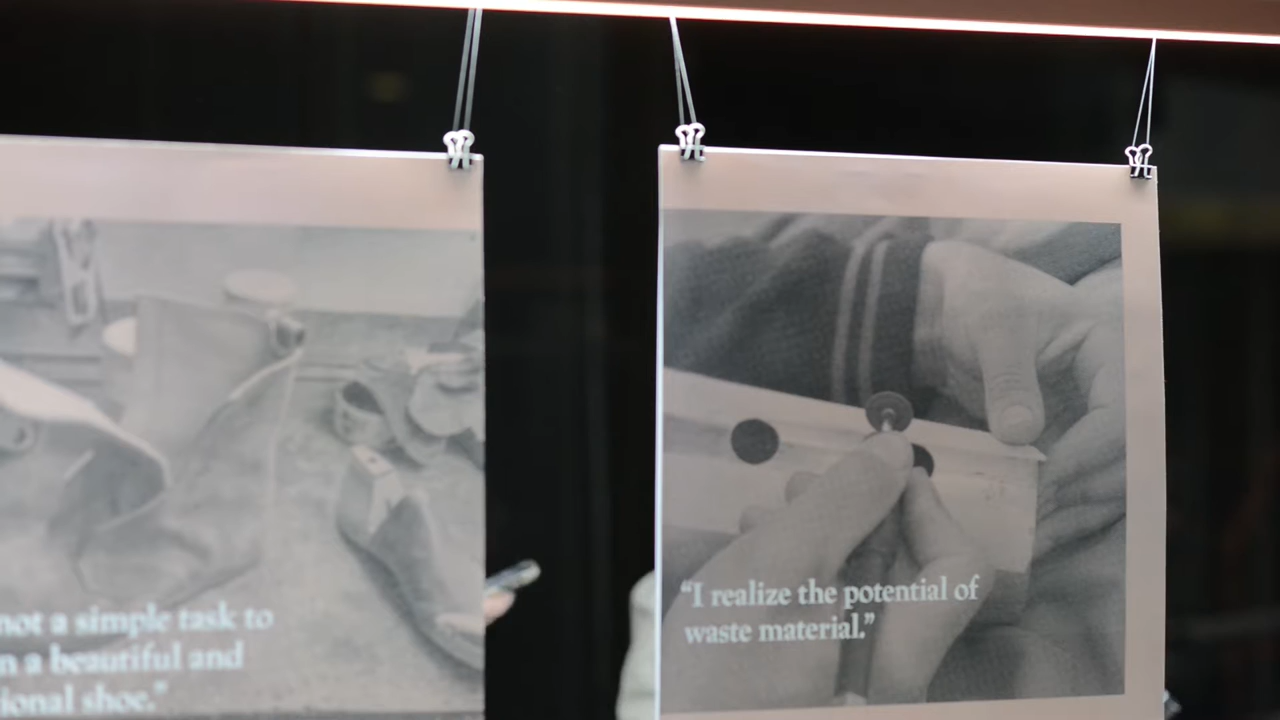 not a simple task to
n a beautiful and
ional shoe.”
“I realize the potential of
waste material.”